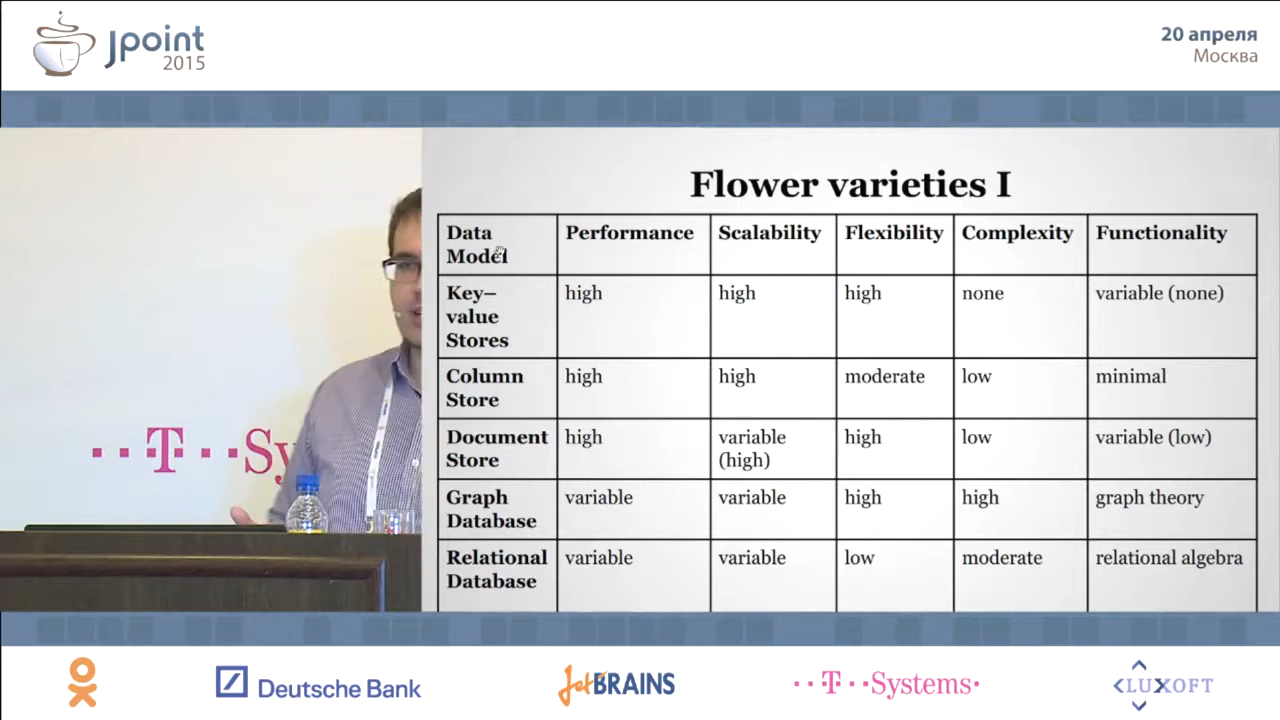 Jpoint
2015
20 апреля
Москва
Flower varieties I
Data Model Performance Scalability Flexibility Complexity Functionality
Key–value Stores high high high none variable (none)
Column Store high high moderate low minimal
Document Store high variable (high) high low variable (low)
Graph Database variable variable high high graph theory
Relational Database variable variable low moderate relational algebra
··T··Sy
Deutsche Bank
JetBRAINS
··T··Systems·
LUXOFT